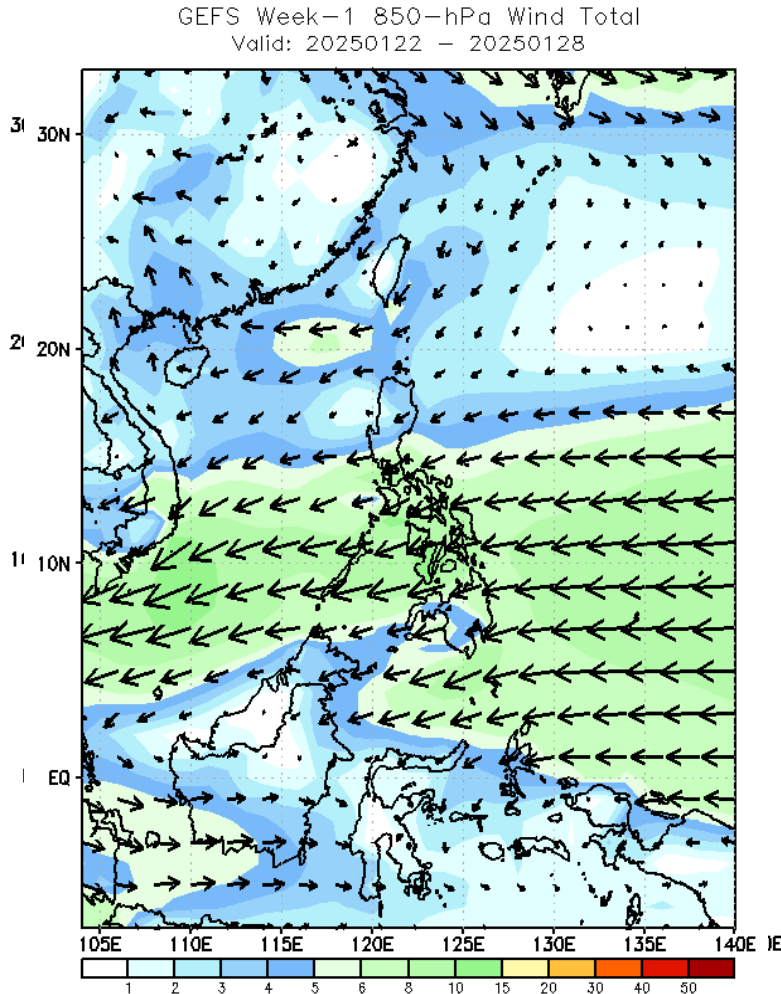 GEFS Week-1 850-hPa Wind Total
Valid: 20250122 - 20250128
30N
20N
10N
EQ
105E 110E 115E 120E 125E 130E 135E 140E
1 2 3 4 5 6 8 10 15 20 30 40 50